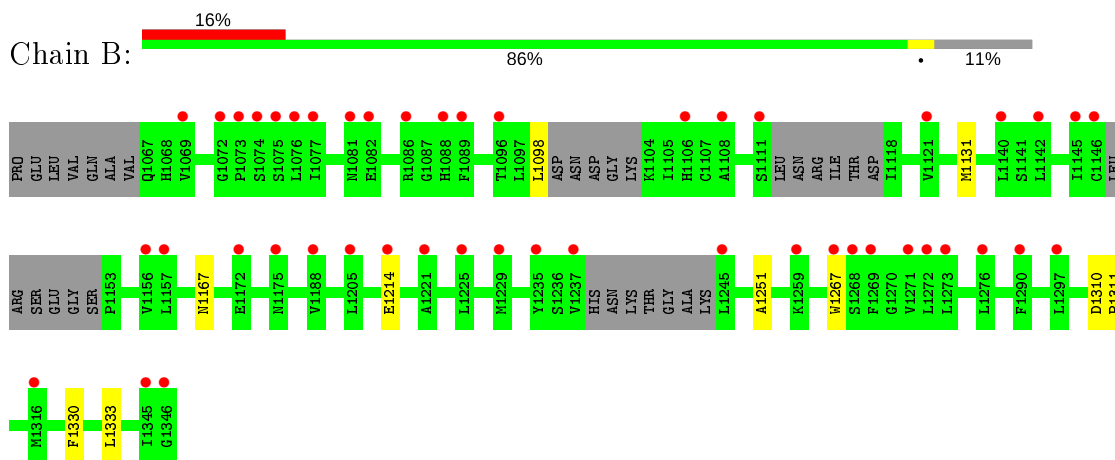 16%
Chain B:
86% • 11%
PRO GLU LEU VAL GLN ALA VAL Q1067 H1068 V1069 G1072 P1073 S1074 S1075 L1076 I1077 N1081 E1082 R1086 G1087 H1088 F1089 T1096 L1097 L1098 ASP ASN ASP GLY LYS K1104 I1105 H1106 C1107 A1108 S1111 LEU ASN ARG ILE THR ASP I1118 V1121 M1131 L1140 S1141 L1142 I1145 C1146 LEU
ARG SER GLU GLY SER P1153 V1156 L1157 N1167 E1172 N1175 V1188 L1205 E1214 A1221 L1225 M1229 Y1235 S1236 V1237 HIS ASN LYS THR GLY ALA LYS L1245 A1251 K1259 W1267 S1268 F1269 G1270 V1271 L1272 L1273 L1276 F1290 L1297 D1310 P1311
M1316 F1330 L1333 I1345 G1346